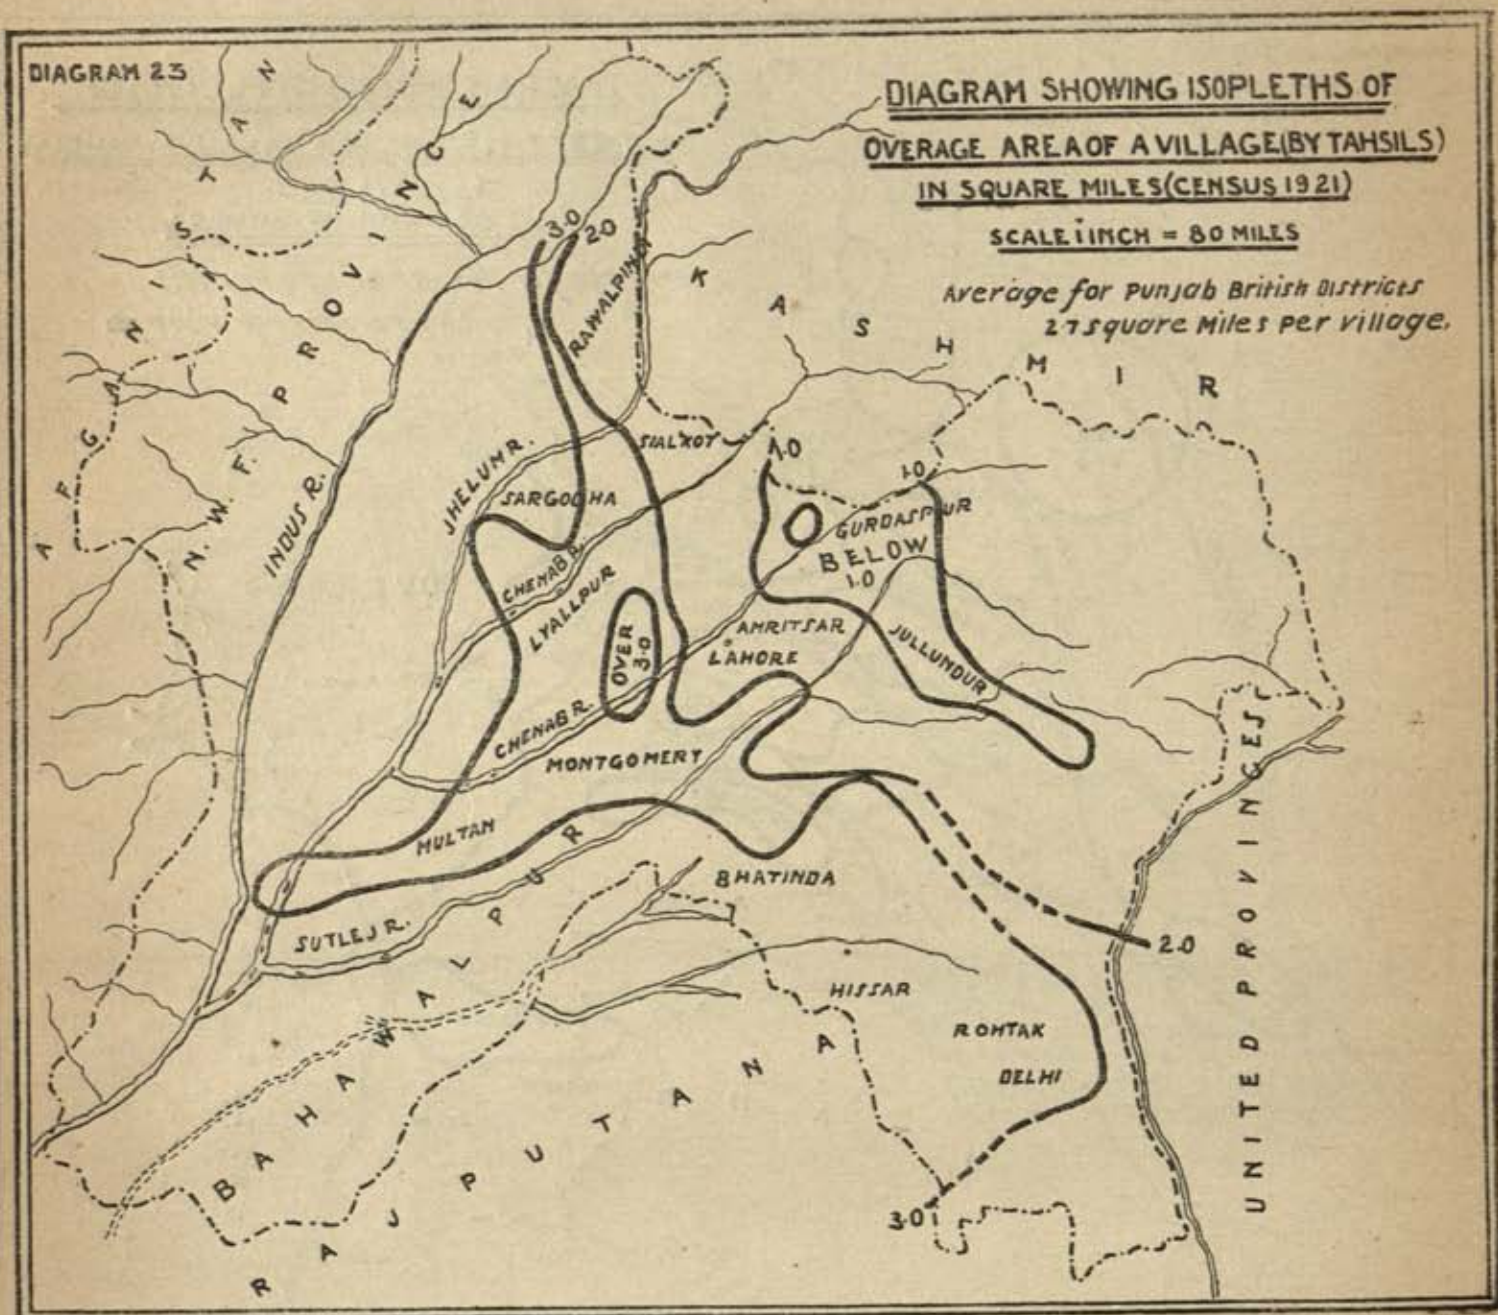 DIAGRAM 23
DIAGRAM SHOWING ISOPLETHS OF
OVERAGE AREA OF A VILLAGE (BY TAHSILS)
IN SQUARE MILES (CENSUS 1921)
SCALE 1 INCH = 80 MILES
Average for Punjab British Districts
27 square Miles Per village.
AFGANISTAN
N. W. F. PROVINCE
KASHMIR
3.0
2.0
RAWALPINDI
INDUS R.
JHELUM R.
SIALKOT
1.0
1.0
SARGODHA
GURDASPUR
BELOW
1.0
CHENAB R.
LYALLPUR
OVER
3.0
AMRITSAR
LAHORE
JULLUNDUR
CHENAB R.
MONTGOMERY
MULTAN
BHATINDA
SUTLEJ R.
BAHAWALPUR
HISSAR
2.0
ROHTAK
DELHI
RAJPUTANA
3.0
UNITED PROVINCES